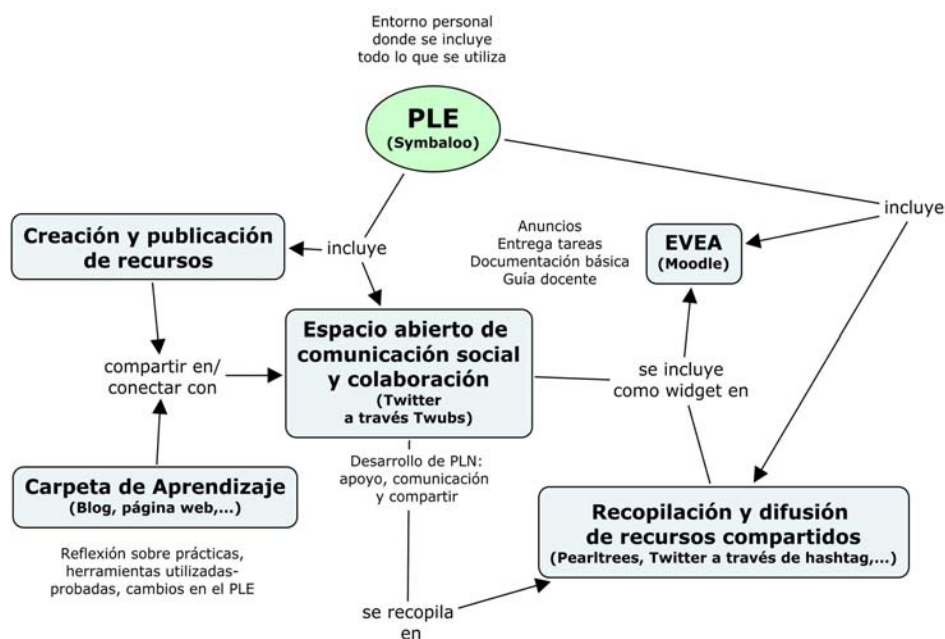 Entorno personal
donde se incluye
todo lo que se utiliza
PLE
(Symbaloo)
incluye
Creación y publicación
de recursos
incluye
Anuncios
Entrega tareas
Documentación básica
Guía docente
EVEA
(Moodle)
Espacio abierto de
comunicación social
y colaboración
(Twitter
a través Twubs)
compartir en/
conectar con
se incluye
como widget en
Desarrollo de PLN:
apoyo, comunicación
y compartir
Carpeta de Aprendizaje
(Blog, página web,...)
Recopilación y difusión
de recursos compartidos
(Pearltrees, Twitter a través de hashtag,...)
Reflexión sobre prácticas,
herramientas utilizadas-
probadas, cambios en el PLE
se recopila
en